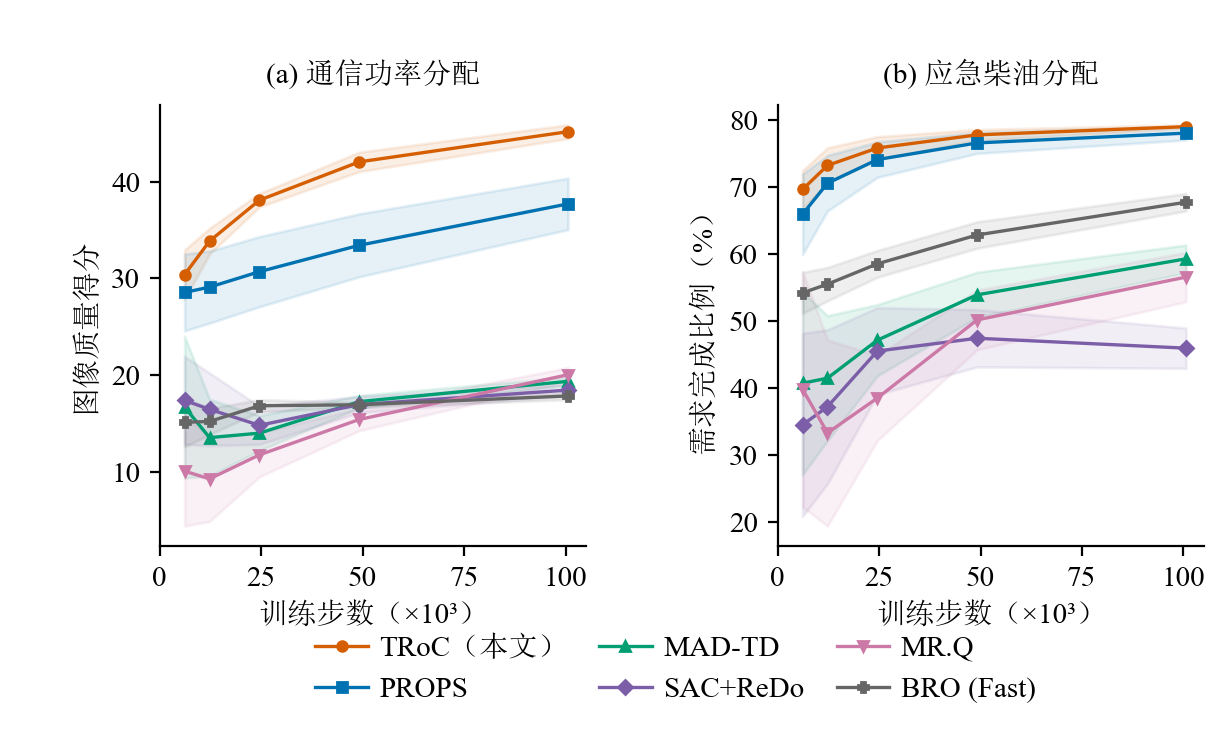 (a) 通信功率分配
(b) 应急柴油分配
图像质量得分
40
30
20
10
0 25 50 75 100
训练步数（×10³）
需求完成比例（%）
80
70
60
50
40
30
20
0 25 50 75 100
训练步数（×10³）
TRoC（本文） MAD-TD MR.Q
PROPS SAC+ReDo BRO (Fast)